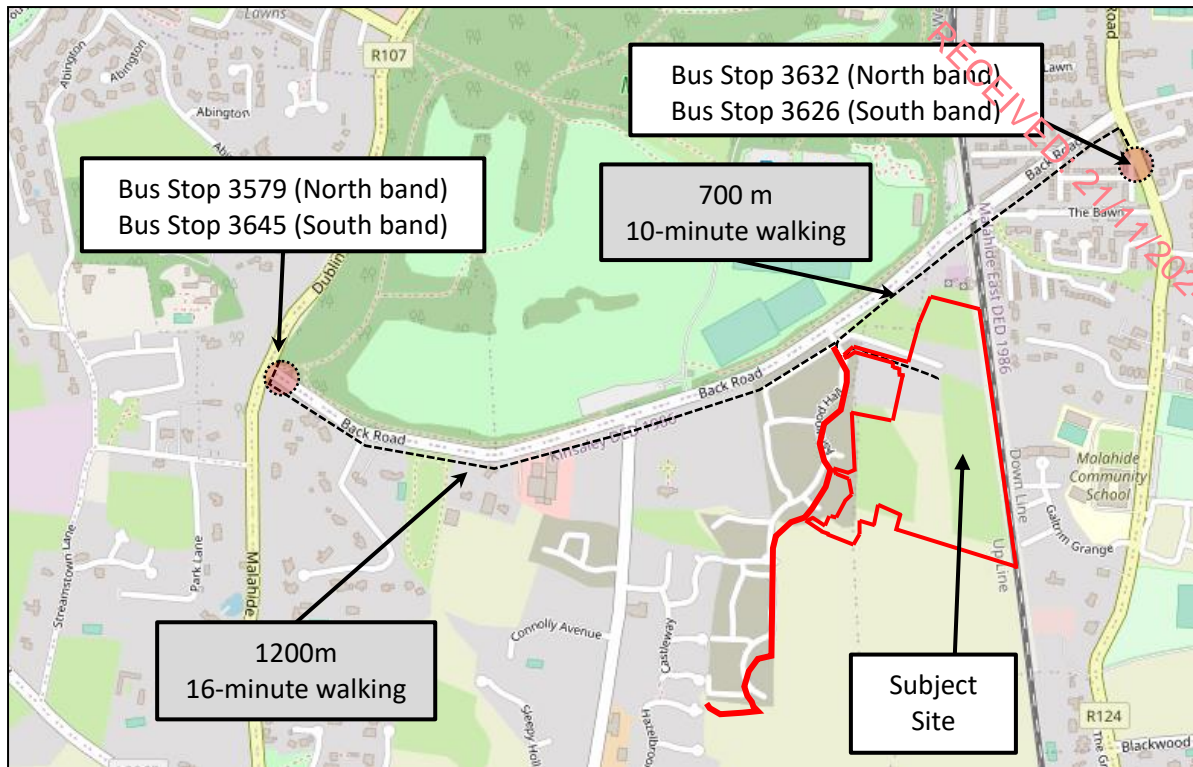 Lawns
R107
Abington
Abington
Abington
Bus Stop 3632 (North band)
Bus Stop 3626 (South band)
Lawn
Road
RECEIVED: 21/11/202
Bus Stop 3579 (North band)
Bus Stop 3645 (South band)
700 m
10-minute walking
Back Road
The Bawn
Malahide East DED 1986
Dublin
Back Road
Back Road
Kinsaley DED 1986
Down Line
Up Line
Malahide
Community
School
Galtrim Grange
Streamstown Lane
Park Lane
Malahide
1200m
16-minute walking
Connolly Avenue
Castleway
Subject
Site
R124
Blackwood